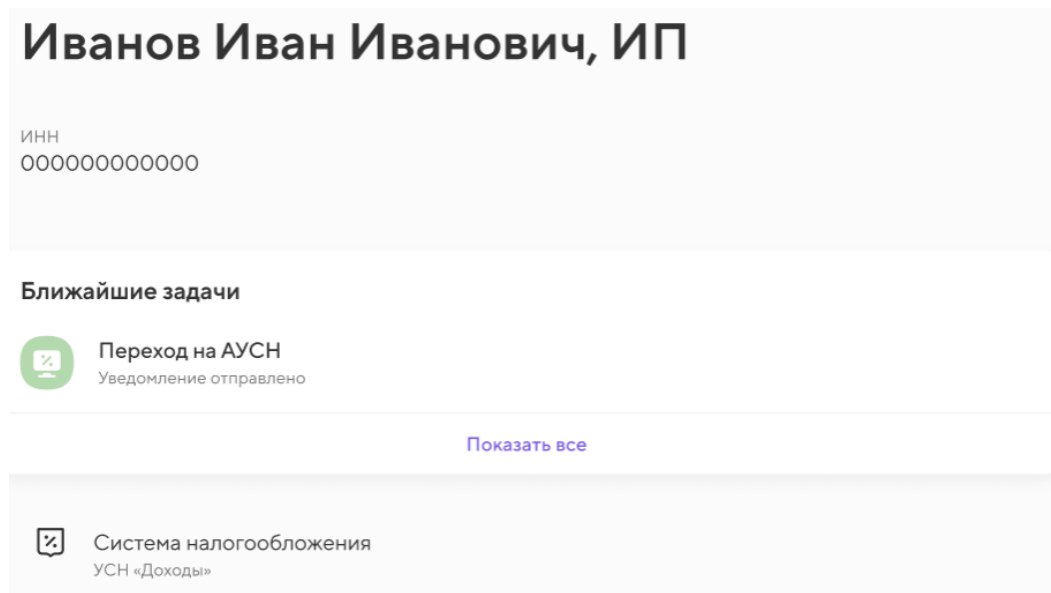 Иванов Иван Иванович, ИП
ИНН
000000000000
Ближайшие задачи
Переход на АУСН
Уведомление отправлено
Показать все
Система налогообложения
УСН «Доходы»